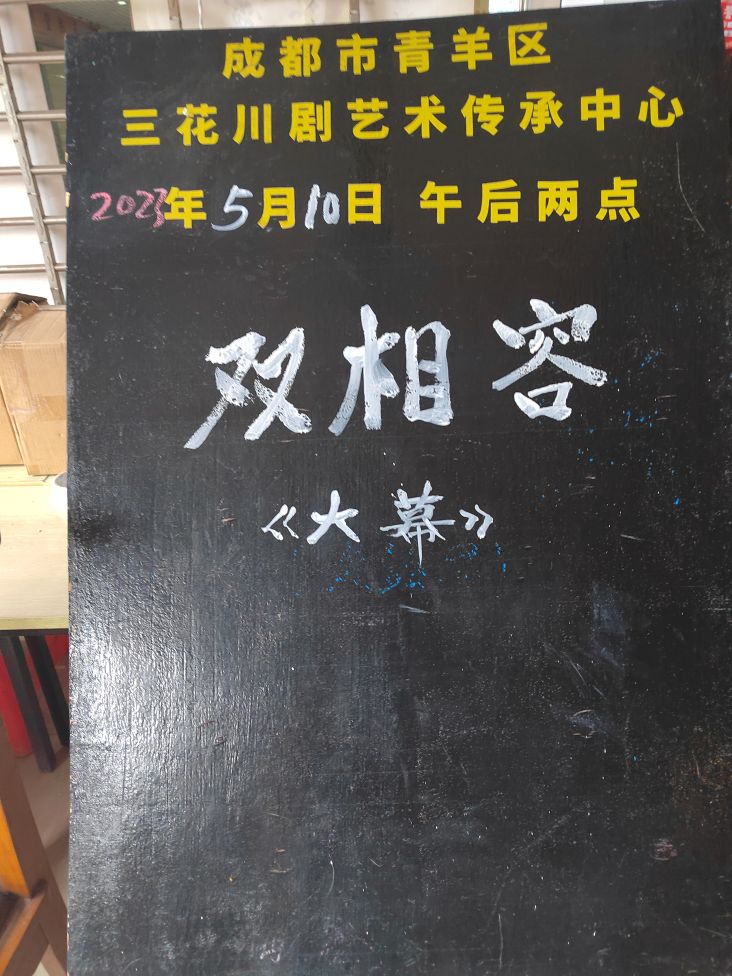 成都市青羊区
三花川剧艺术传承中心
2023年5月10日 午后两点
双相容
《大幕》